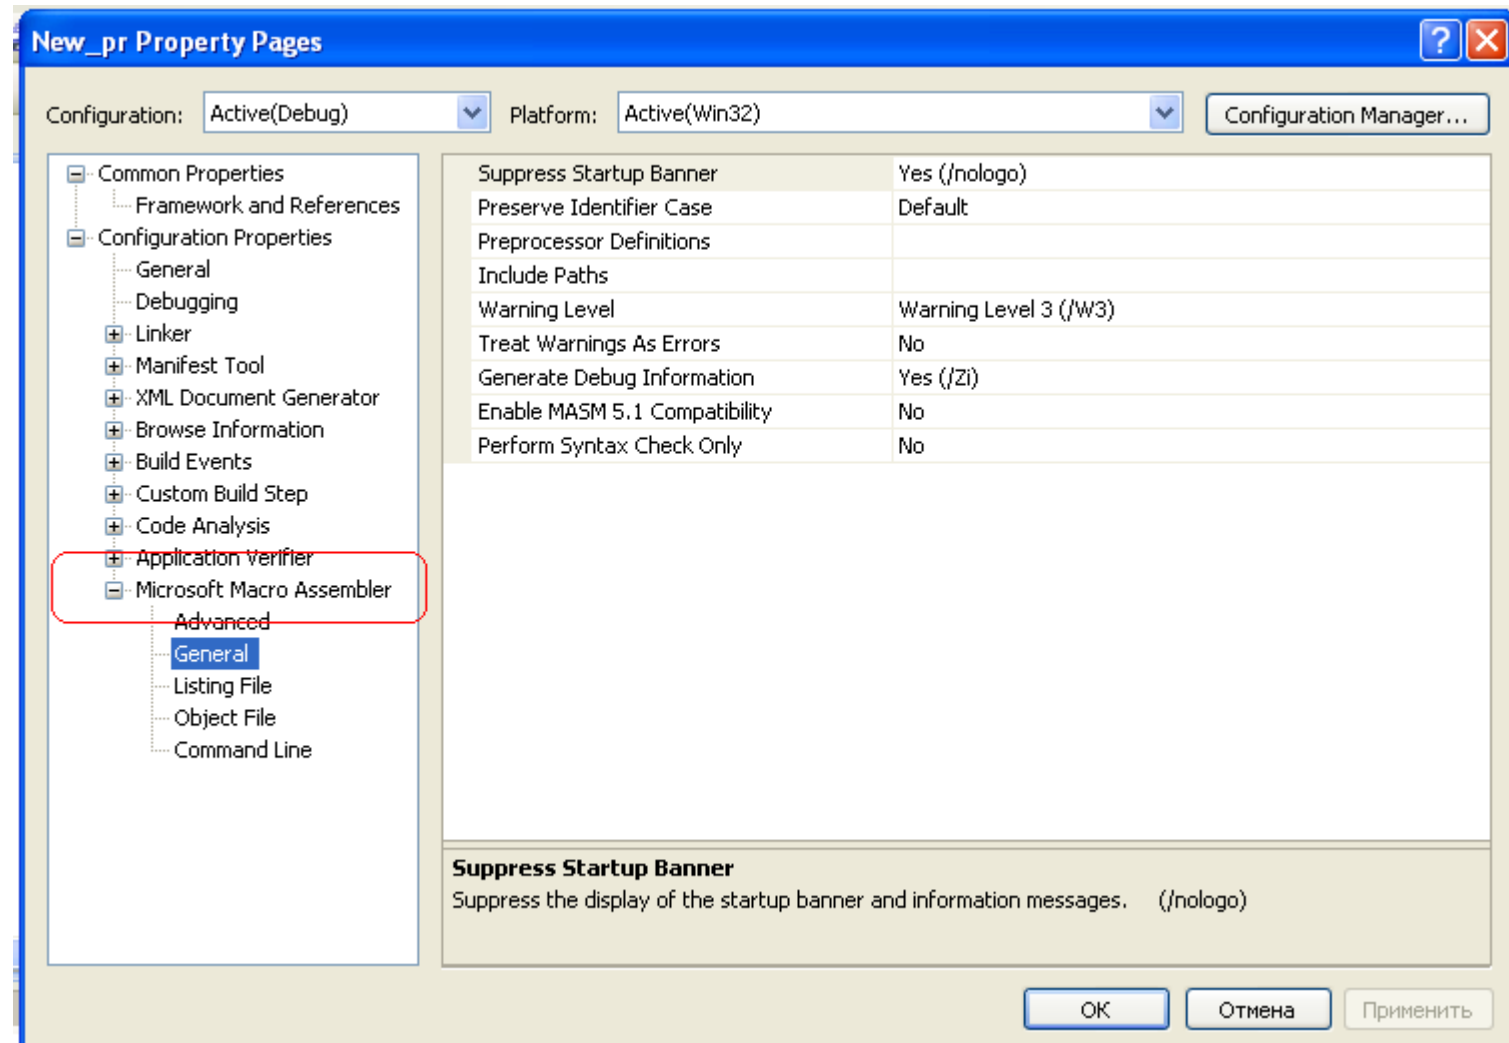 New_pr Property Pages
Configuration: Active(Debug) Platform: Active(Win32) Configuration Manager...
Common Properties
Framework and References
Configuration Properties
General
Debugging
Linker
Manifest Tool
XML Document Generator
Browse Information
Build Events
Custom Build Step
Code Analysis
Application Verifier
Microsoft Macro Assembler
Advanced
General
Listing File
Object File
Command Line
Suppress Startup Banner Yes (/nologo)
Preserve Identifier Case Default
Preprocessor Definitions
Include Paths
Warning Level Warning Level 3 (/W3)
Treat Warnings As Errors No
Generate Debug Information Yes (/Zi)
Enable MASM 5.1 Compatibility No
Perform Syntax Check Only No
Suppress Startup Banner
Suppress the display of the startup banner and information messages. (/nologo)
ОК Отмена Применить